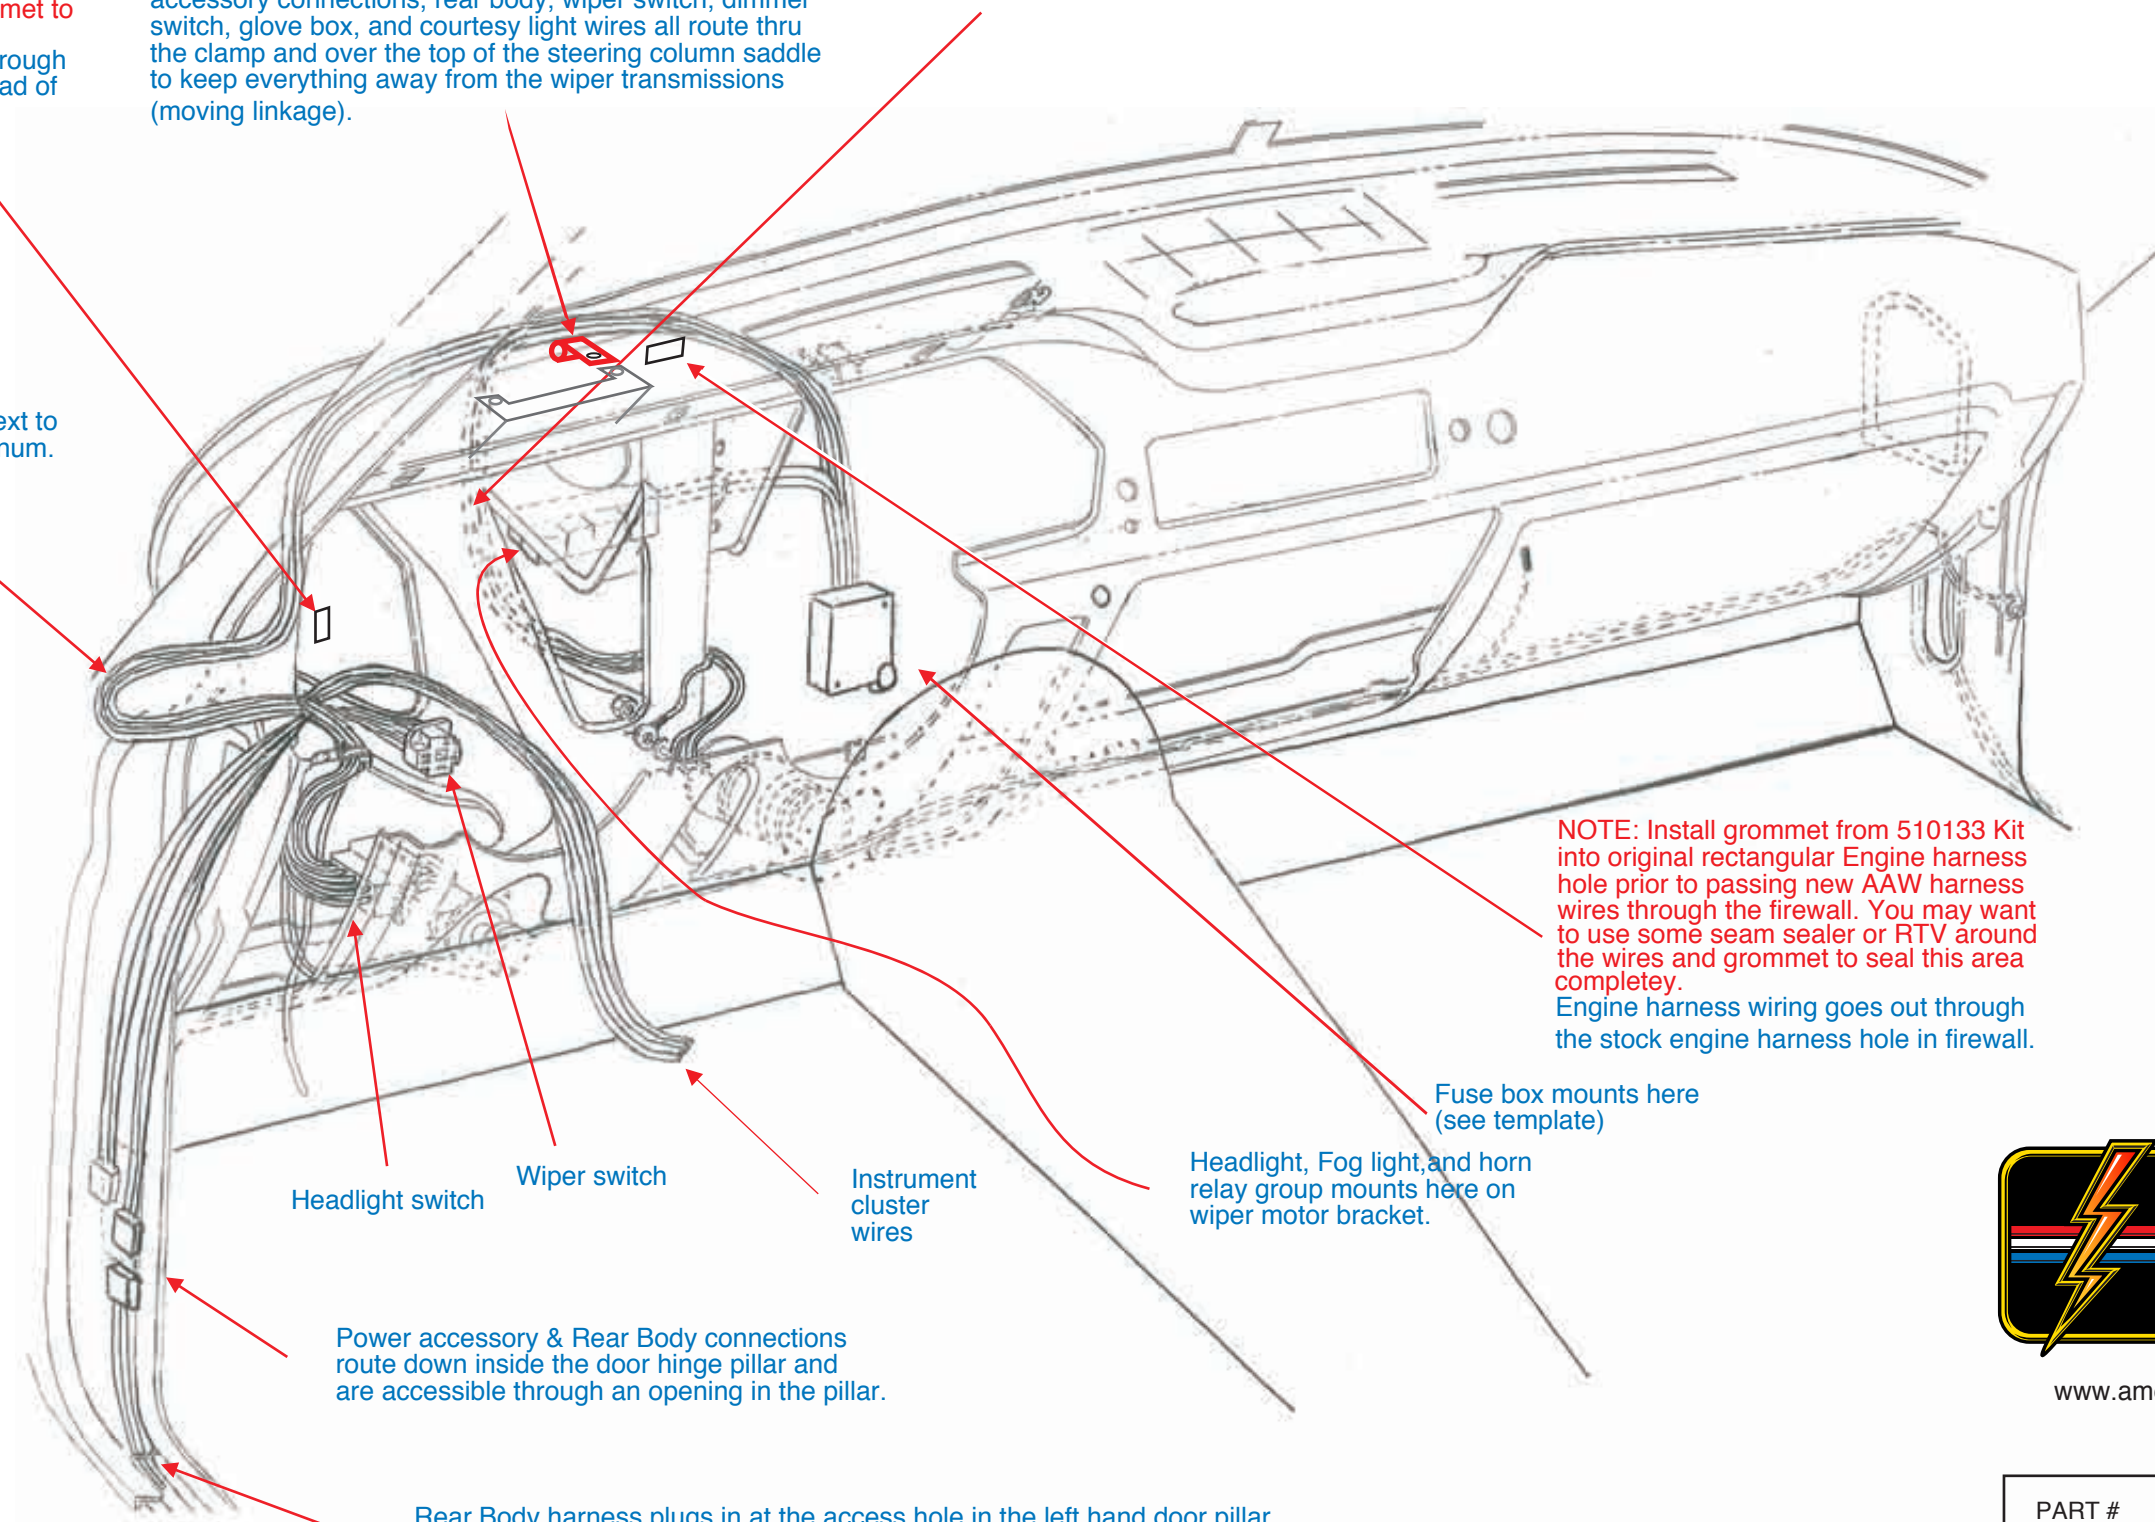 met to
rough
ad of
accessory connections, rear body, wiper switch, dimmer
switch, glove box, and courtesy light wires all route thru
the clamp and over the top of the steering column saddle
to keep everything away from the wiper transmissions
(moving linkage).
ext to
num.
NOTE: Install grommet from 510133 Kit
into original rectangular Engine harness
hole prior to passing new AAW harness
wires through the firewall. You may want
to use some seam sealer or RTV around
the wires and grommet to seal this area
completey.
Engine harness wiring goes out through
the stock engine harness hole in firewall.
Fuse box mounts here
(see template)
Headlight, Fog light,and horn
relay group mounts here on
wiper motor bracket.
Instrument
cluster
wires
Wiper switch
Headlight switch
Power accessory & Rear Body connections
route down inside the door hinge pillar and
are accessible through an opening in the pillar.
www.am
Rear Body harness plugs in at the access hole in the left hand door pillar
PART #